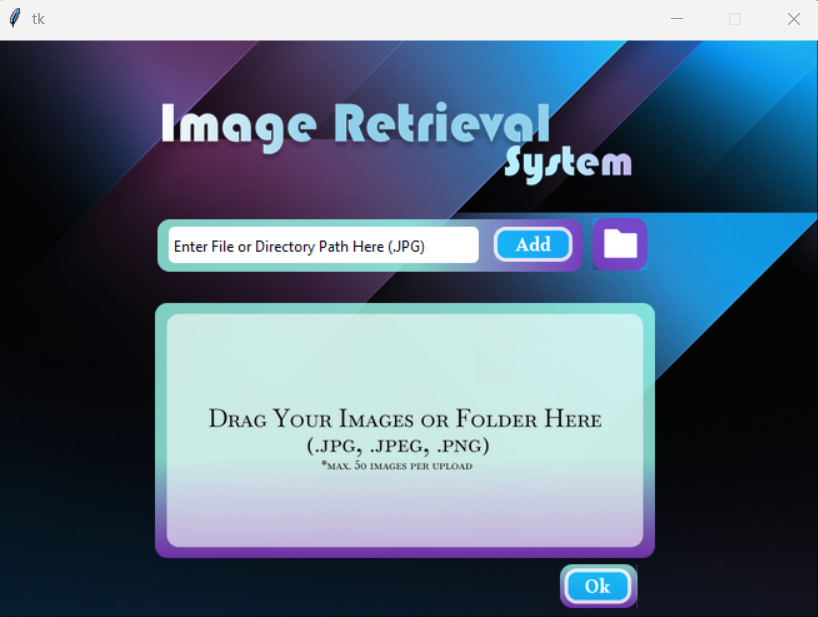 tk
Image Retrieval
System
Enter File or Directory Path Here (.JPG)
Add
Drag Your Images or Folder Here
(.jpg, .jpeg, .png)
*max. 50 images per upload
Ok